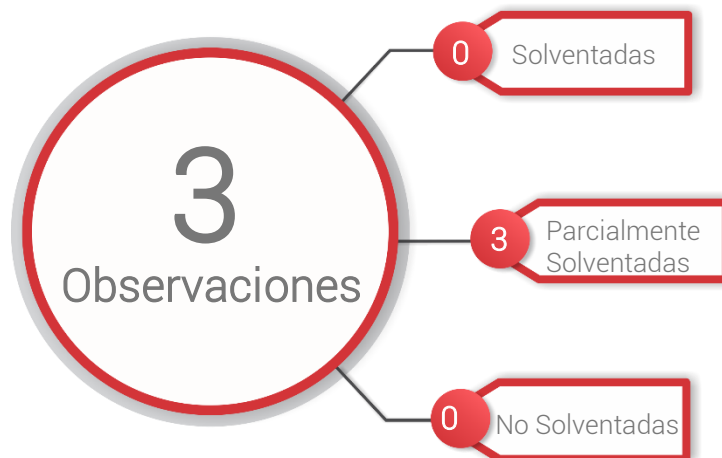 3
Observaciones
0
Solventadas
3
Parcialmente
Solventadas
0
No Solventadas